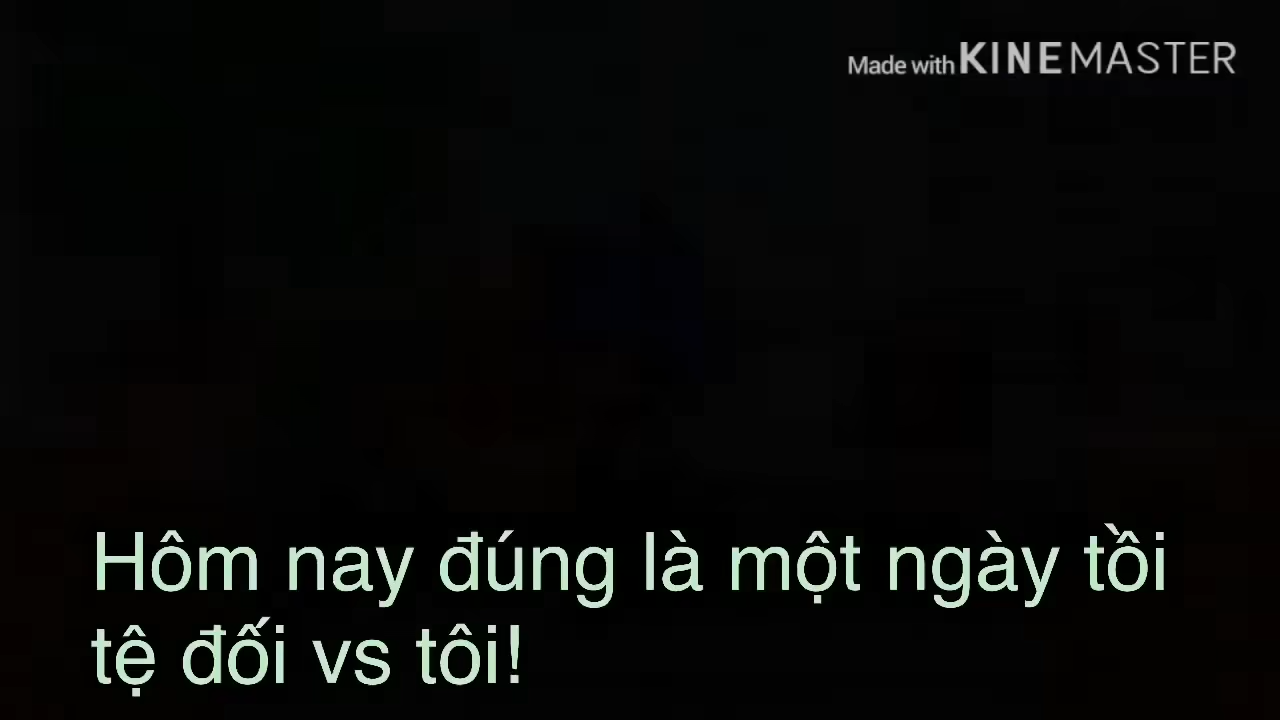 Made with KINEMASTER
Hôm nay đúng là một ngày tồi
tệ đối vs tôi!